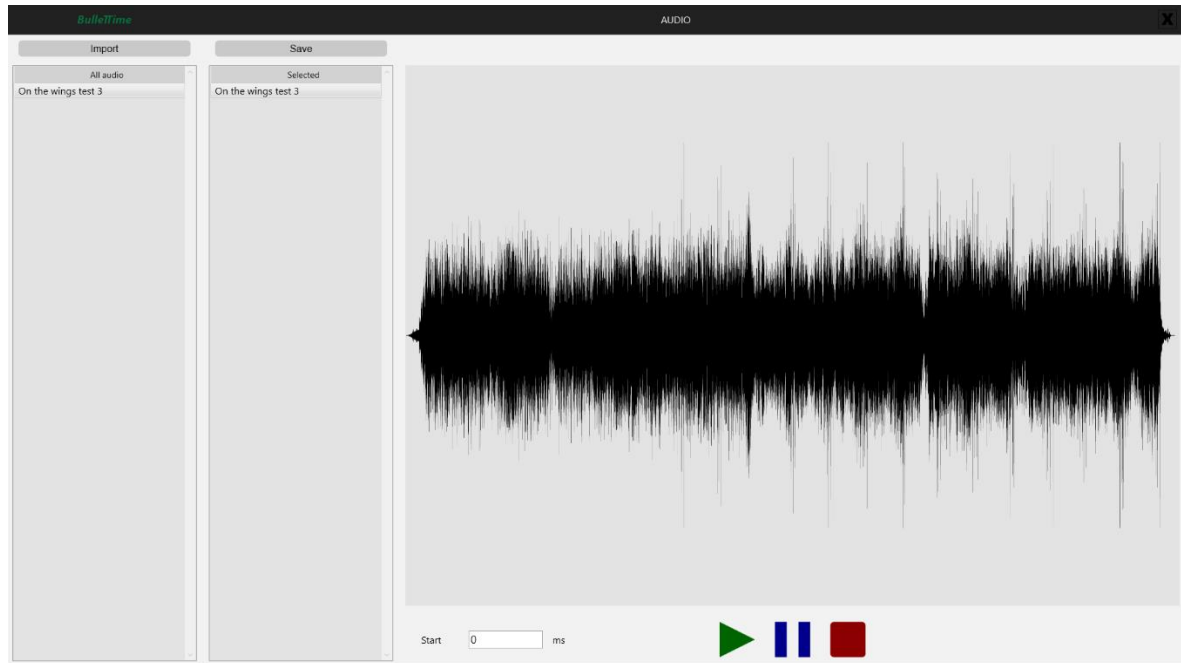 BulleTTime
AUDIO
X
Import
Save
All audio
Selected
On the wings test 3
On the wings test 3
Start 0 ms